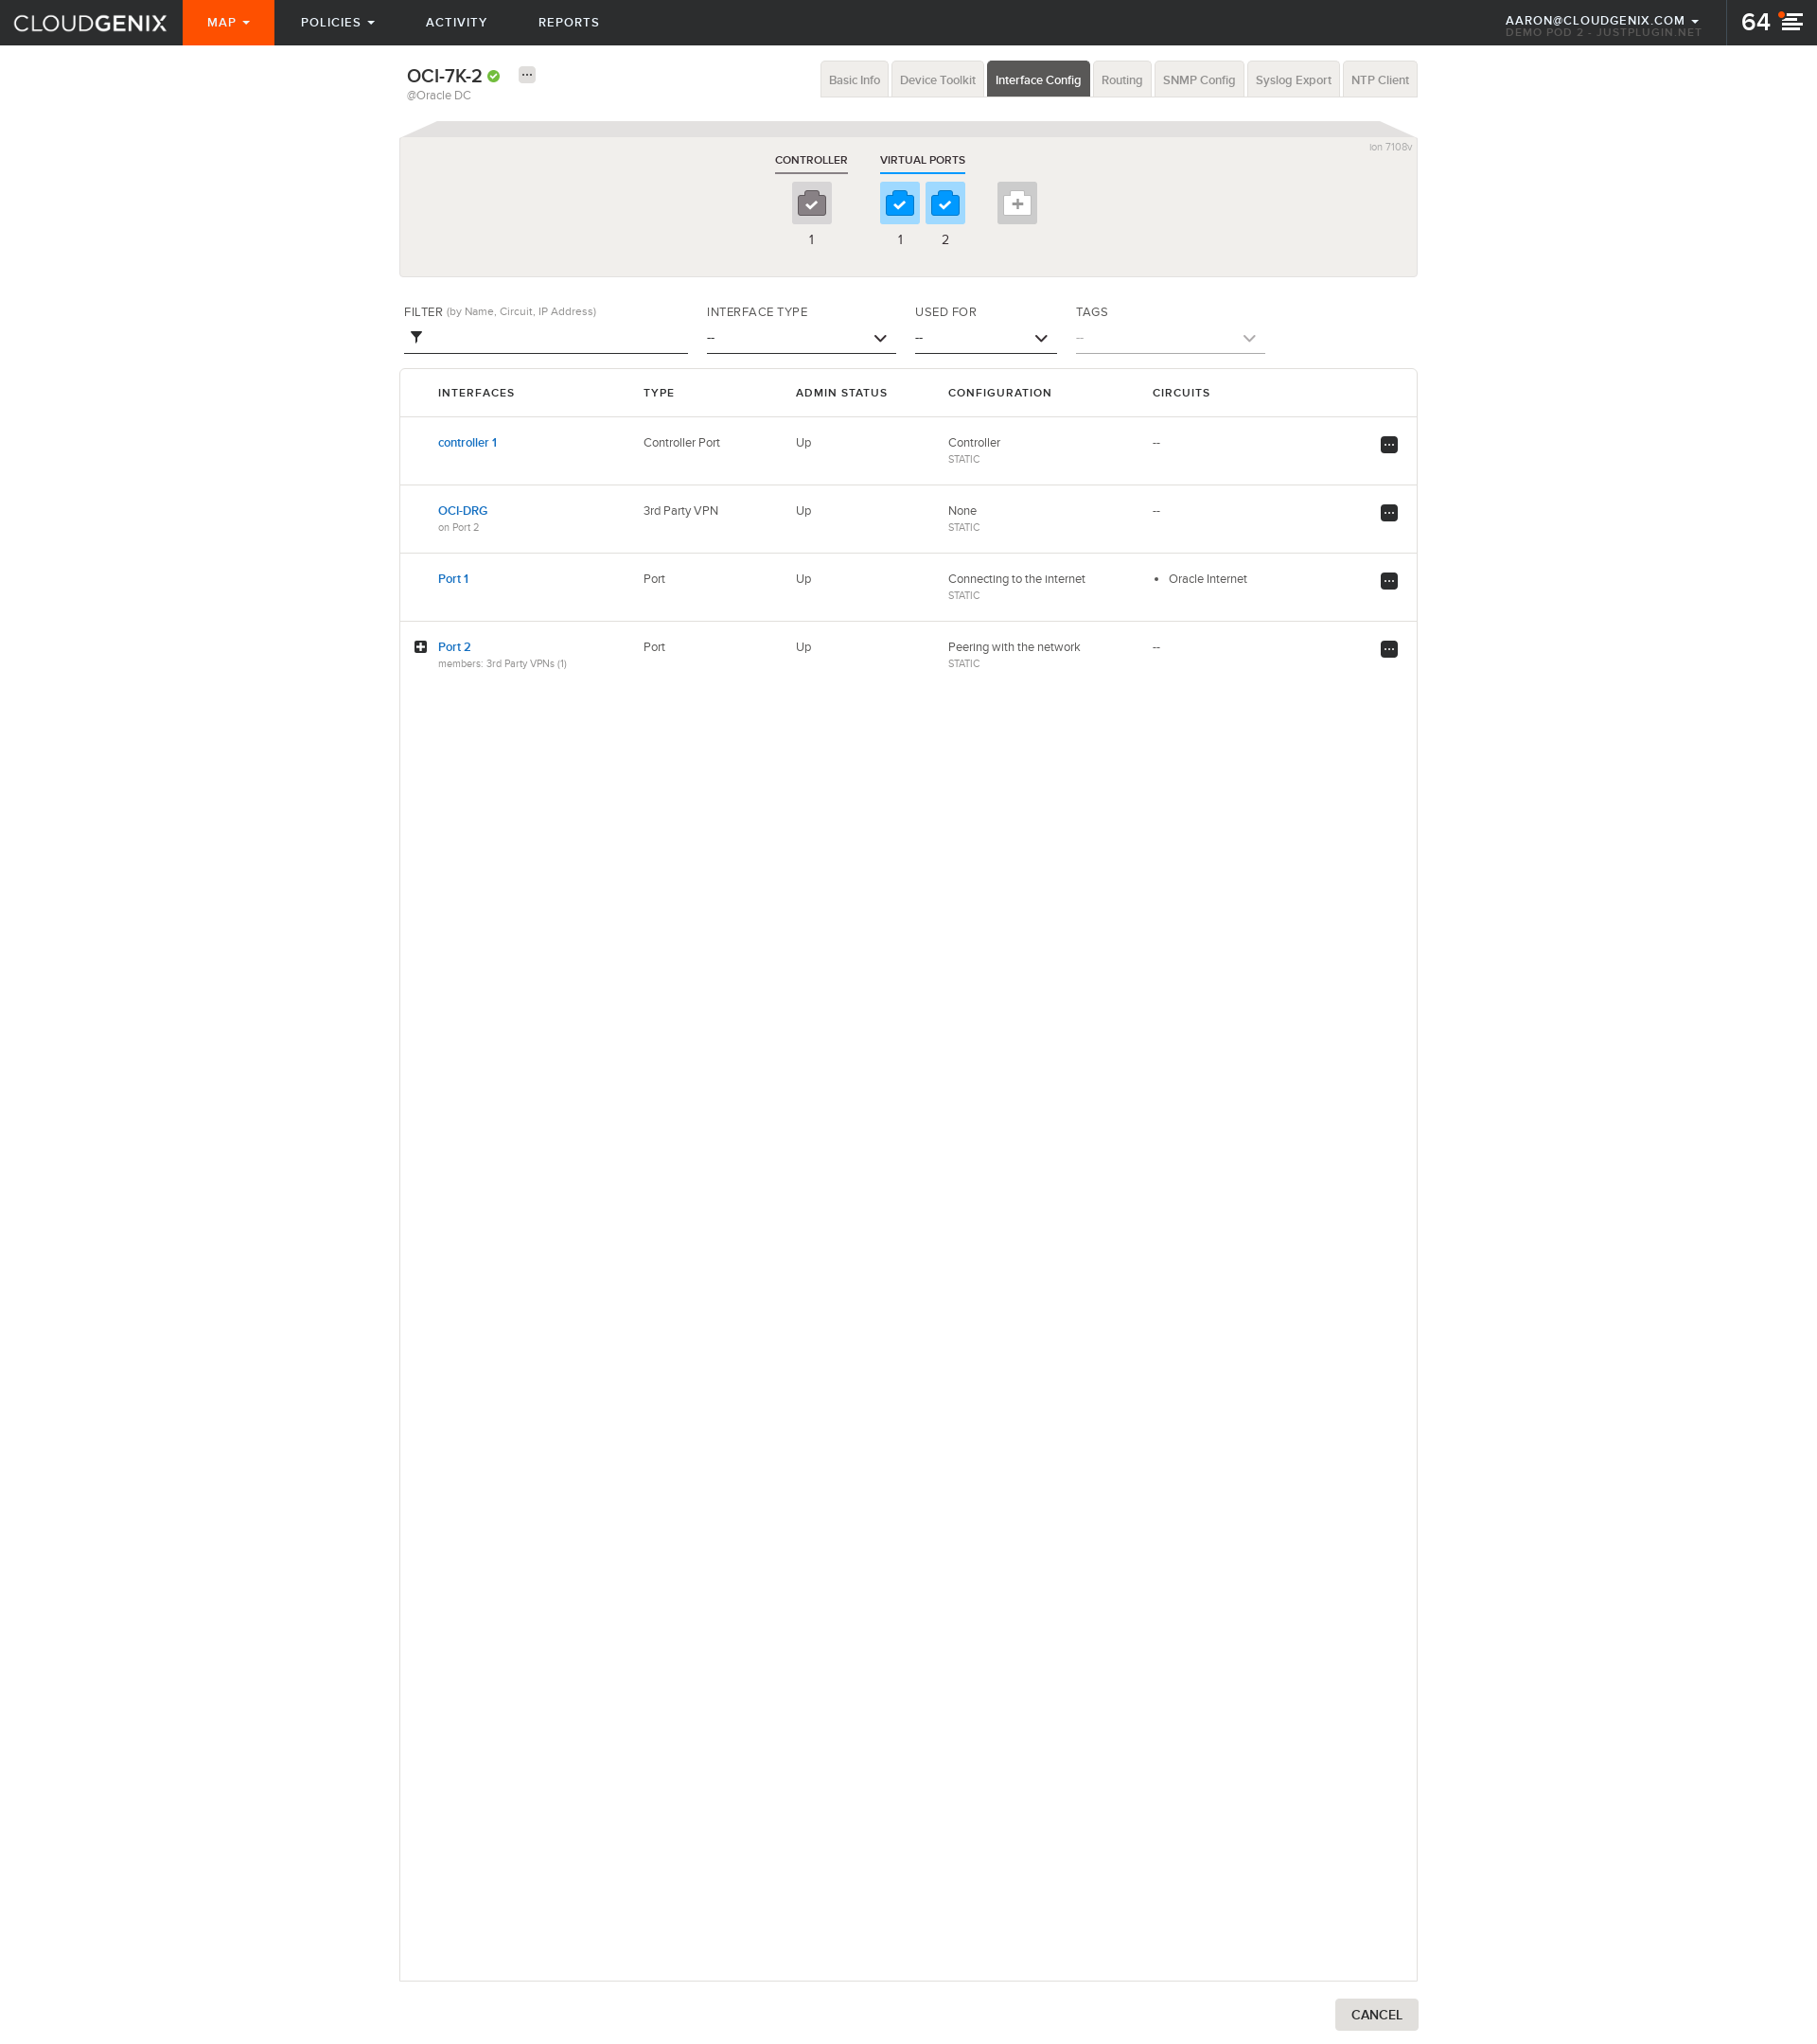 CLOUDGENIX MAP POLICIES ACTIVITY REPORTS AARON@CLOUDGENIX.COM 64
DEMO POD 2 - JUSTPLUGIN.NET
OCI-7K-2 Basic Info Device Toolkit Interface Config Routing SNMP Config Syslog Export NTP Client
@Oracle DC
ion 7108v
CONTROLLER VIRTUAL PORTS
1 1 2
FILTER (by Name, Circuit, IP Address) INTERFACE TYPE USED FOR TAGS
-- -- --
INTERFACES TYPE ADMIN STATUS CONFIGURATION CIRCUITS
controller 1 Controller Port Up Controller --
STATIC
OCI-DRG 3rd Party VPN Up None --
on Port 2 STATIC
Port 1 Port Up Connecting to the internet • Oracle Internet
STATIC
Port 2 Port Up Peering with the network --
members: 3rd Party VPNs (1) STATIC
CANCEL